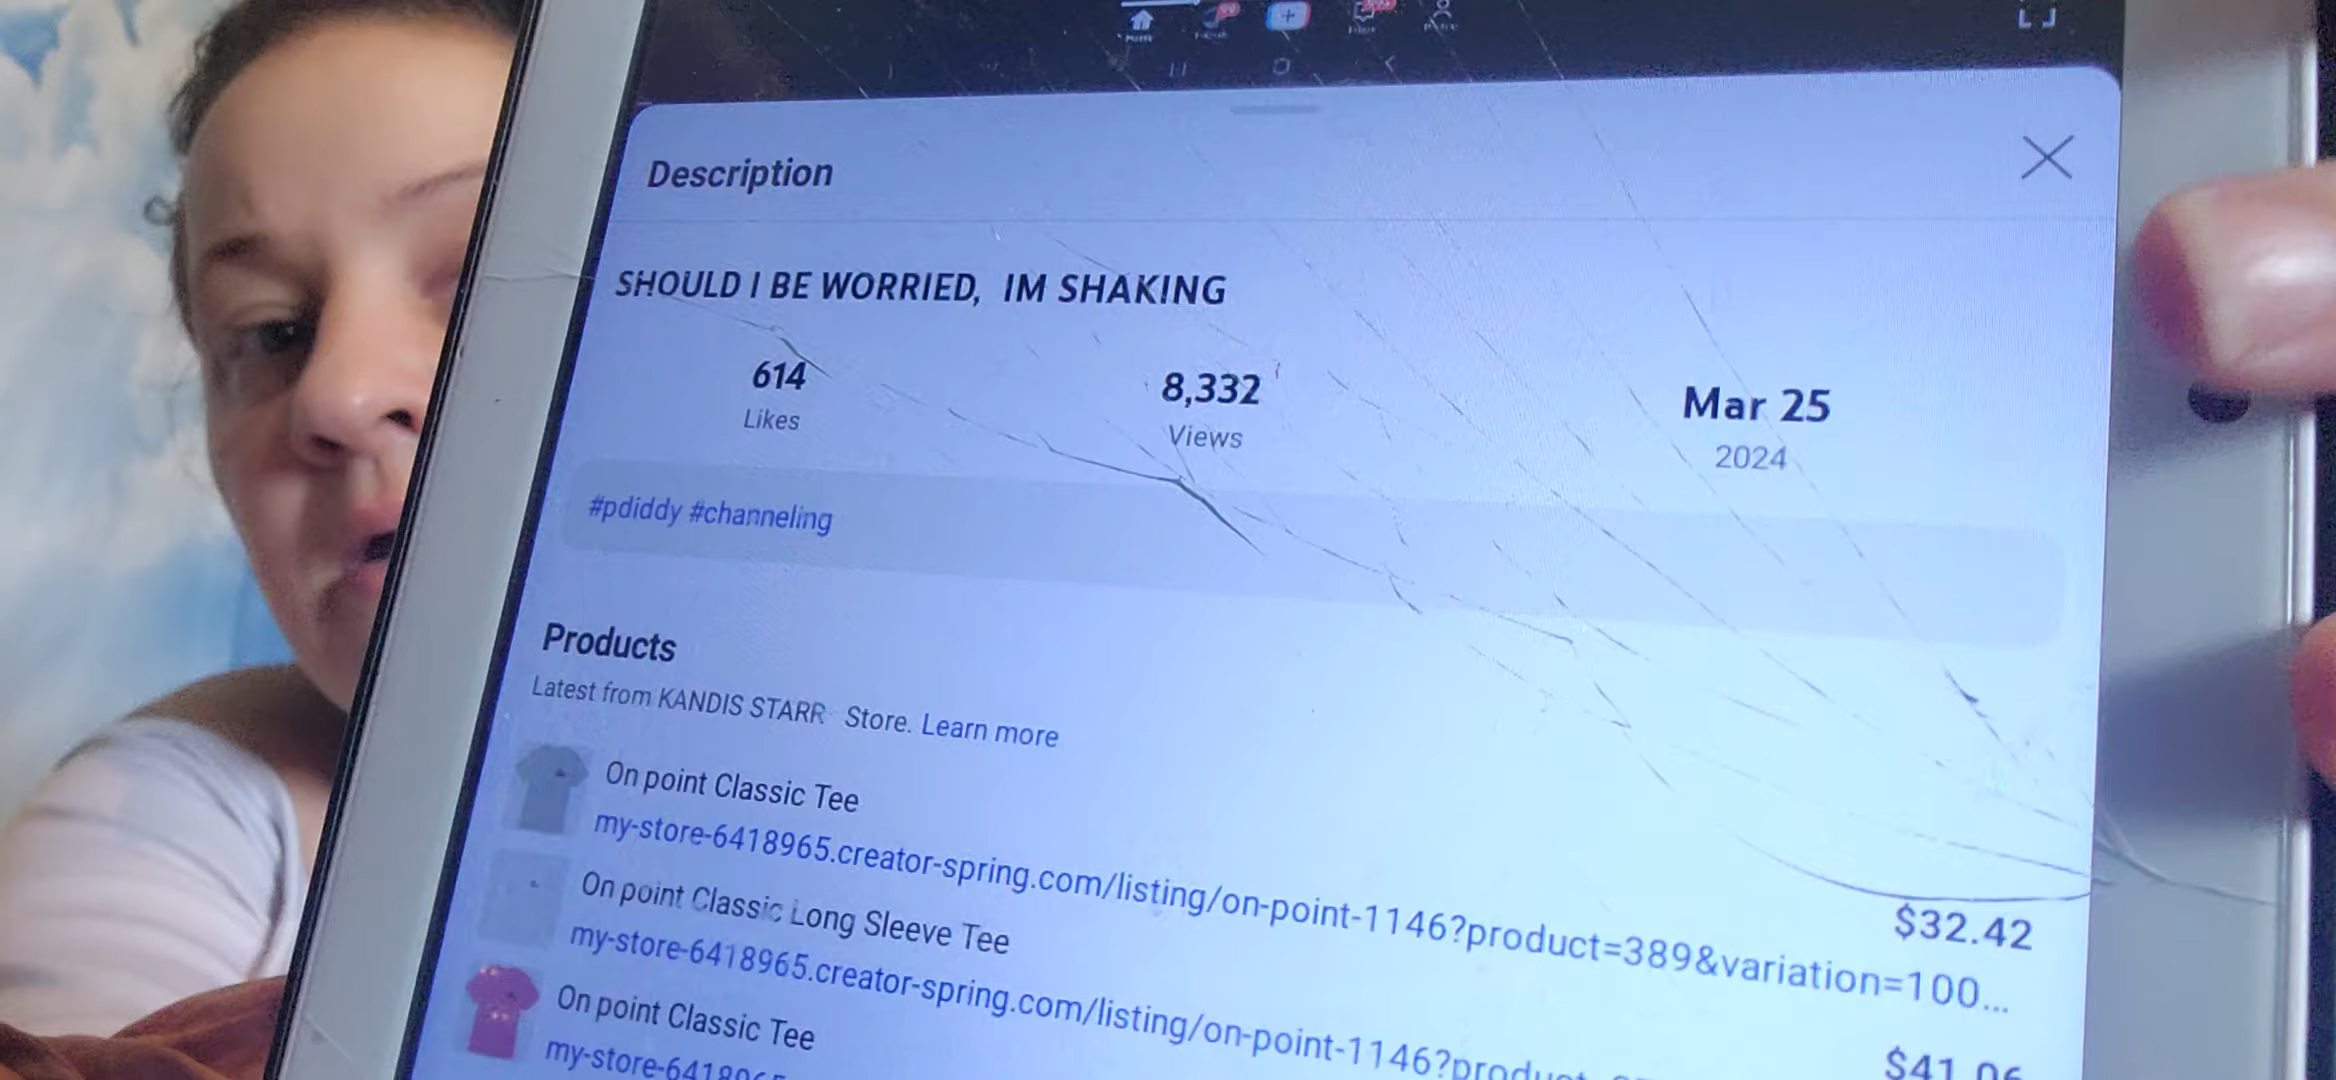 Description
SHOULD I BE WORRIED, IM SHAKING
614
Likes
8,332
Views
Mar 25
2024
#pdiddy #channeling
Products
Latest from KANDIS STARR Store. Learn more
On point Classic Tee
my-store-6418965.creator-spring.com/listing/on-point-1146?product=389&variation=100...
$32.42
On point Classic Long Sleeve Tee
my-store-6418965.creator-spring.com/listing/on-point-1146?product
$41.06
On point Classic Tee